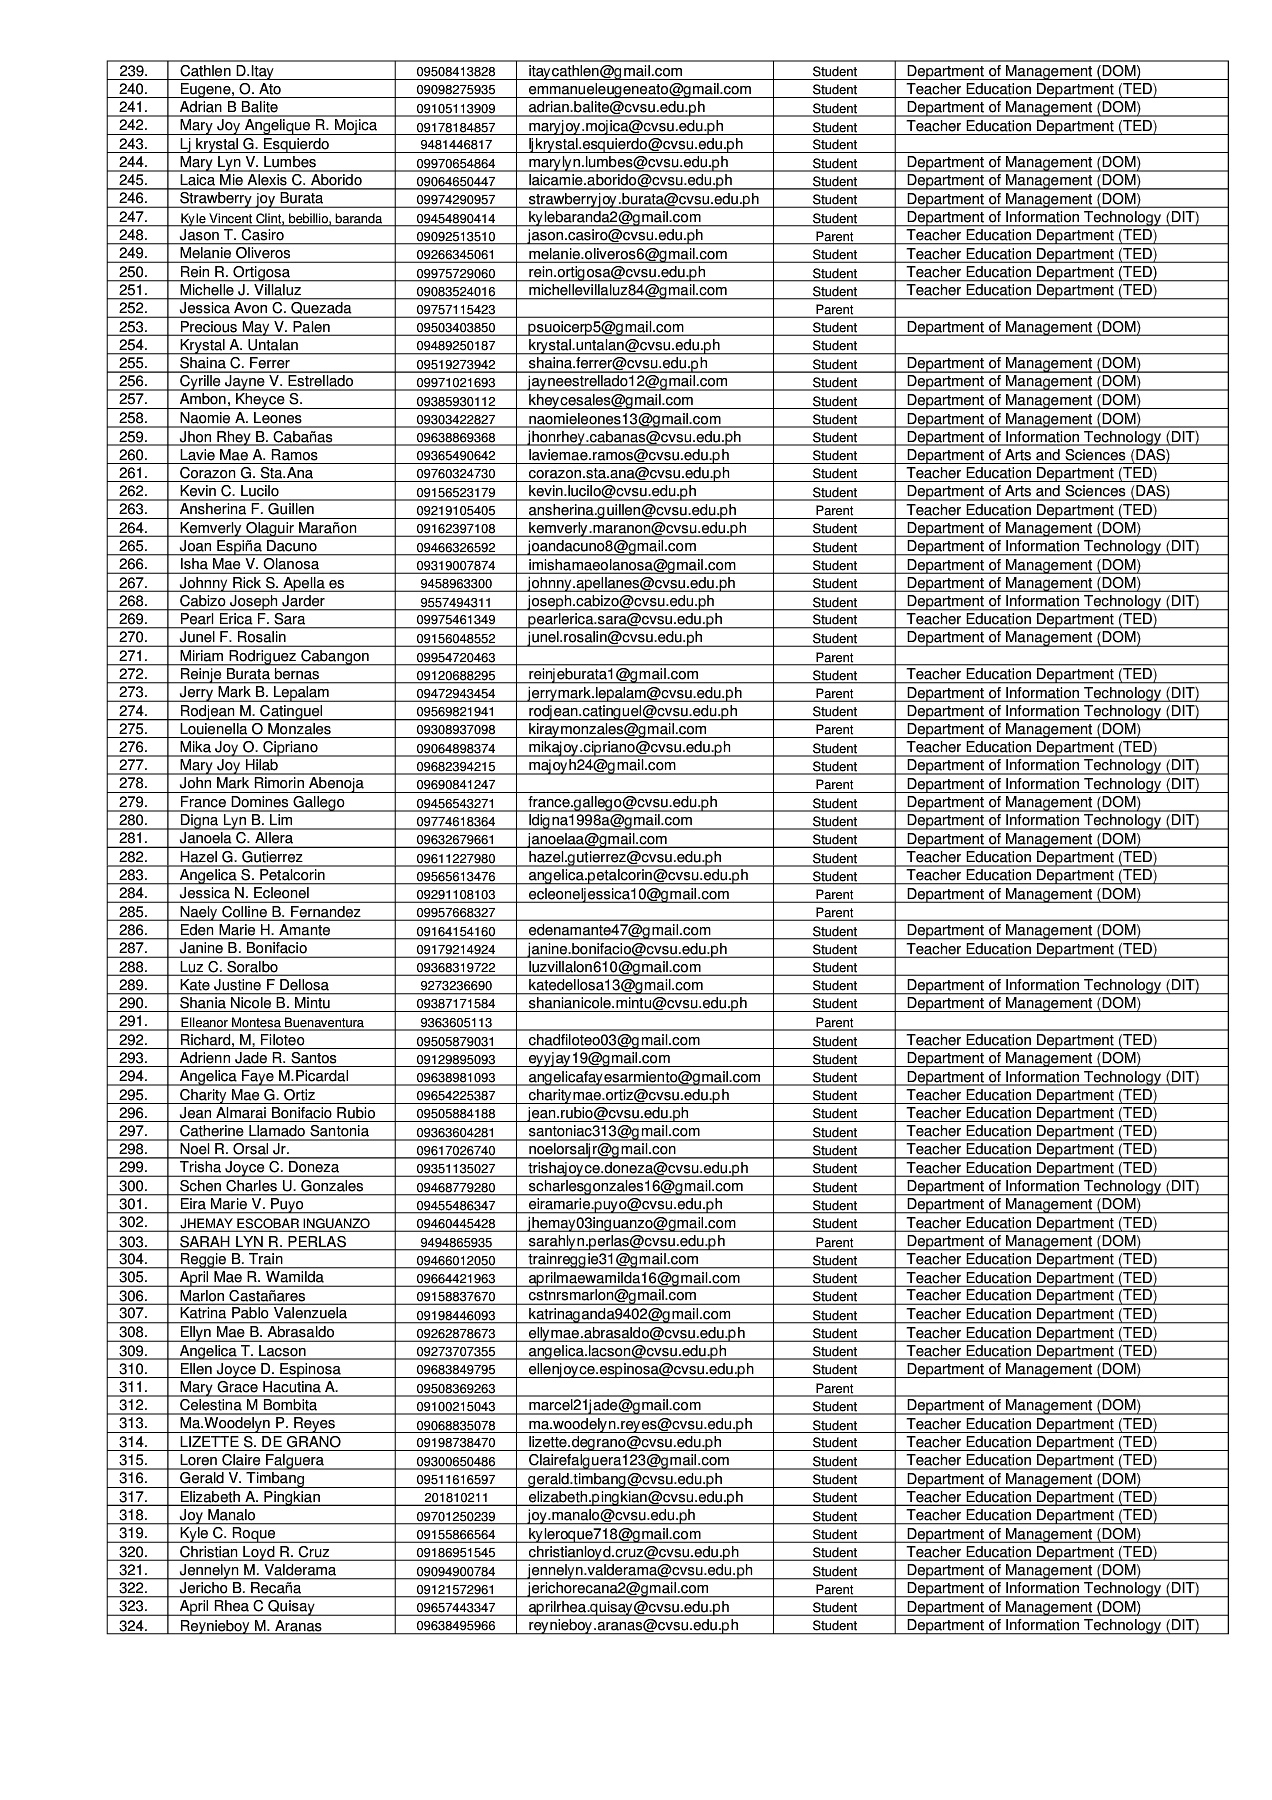 239. Cathlen D.Itay 09508413828 itaycathlen@gmail.com Student Department of Management (DOM)
240. Eugene, O. Ato 09098275935 emmanueleugeneato@gmail.com Student Teacher Education Department (TED)
241. Adrian B Balite 09105113909 adrian.balite@cvsu.edu.ph Student Department of Management (DOM)
242. Mary Joy Angelique R. Mojica 09178184857 maryjoy.mojica@cvsu.edu.ph Student Teacher Education Department (TED)
243. Lj krystal G. Esquierdo 9481446817 ljkrystal.esquierdo@cvsu.edu.ph Student
244. Mary Lyn V. Lumbes 09970654864 marylyn.lumbes@cvsu.edu.ph Student Department of Management (DOM)
245. Laica Mie Alexis C. Aborido 09064650447 laicamie.aborido@cvsu.edu.ph Student Department of Management (DOM)
246. Strawberry joy Burata 09974290957 strawberryjoy.burata@cvsu.edu.ph Student Department of Management (DOM)
247. Kyle Vincent Clint, bebillio, baranda 09454890414 kylebaranda2@gmail.com Student Department of Information Technology (DIT)
248. Jason T. Casiro 09092513510 jason.casiro@cvsu.edu.ph Parent Teacher Education Department (TED)
249. Melanie Oliveros 09266345061 melanie.oliveros6@gmail.com Student Teacher Education Department (TED)
250. Rein R. Ortigosa 09975729060 rein.ortigosa@cvsu.edu.ph Student Teacher Education Department (TED)
251. Michelle J. Villaluz 09083524016 michellevillaluz84@gmail.com Student Teacher Education Department (TED)
252. Jessica Avon C. Quezada 09757115423 Parent
253. Precious May V. Palen 09503403850 psuoicerp5@gmail.com Student Department of Management (DOM)
254. Krystal A. Untalan 09489250187 krystal.untalan@cvsu.edu.ph Student
255. Shaina C. Ferrer 09519273942 shaina.ferrer@cvsu.edu.ph Student Department of Management (DOM)
256. Cyrille Jayne V. Estrellado 09971021693 jayneestrellado12@gmail.com Student Department of Management (DOM)
257. Ambon, Kheyce S. 09385930112 kheycesales@gmail.com Student Department of Management (DOM)
258. Naomie A. Leones 09303422827 naomieleones13@gmail.com Student Department of Management (DOM)
259. Jhon Rhey B. Cabañas 09638869368 jhonrhey.cabanas@cvsu.edu.ph Student Department of Information Technology (DIT)
260. Lavie Mae A. Ramos 09365490642 laviemae.ramos@cvsu.edu.ph Student Department of Arts and Sciences (DAS)
261. Corazon G. Sta.Ana 09760324730 corazon.sta.ana@cvsu.edu.ph Student Teacher Education Department (TED)
262. Kevin C. Lucilo 09156523179 kevin.lucilo@cvsu.edu.ph Student Department of Arts and Sciences (DAS)
263. Ansherina F. Guillen 09219105405 ansherina.guillen@cvsu.edu.ph Parent Teacher Education Department (TED)
264. Kemverly Olaguir Marañon 09162397108 kemverly.maranon@cvsu.edu.ph Student Department of Management (DOM)
265. Joan Espiña Dacuno 09466326592 joandacuno8@gmail.com Student Department of Information Technology (DIT)
266. Isha Mae V. Olanosa 09319007874 imishamaeolanosa@gmail.com Student Department of Management (DOM)
267. Johnny Rick S. Apella es 9458963300 johnny.apellanes@cvsu.edu.ph Student Department of Management (DOM)
268. Cabizo Joseph Jarder 9557494311 joseph.cabizo@cvsu.edu.ph Student Department of Information Technology (DIT)
269. Pearl Erica F. Sara 09975461349 pearlerica.sara@cvsu.edu.ph Student Teacher Education Department (TED)
270. Junel F. Rosalin 09156048552 junel.rosalin@cvsu.edu.ph Student Department of Management (DOM)
271. Miriam Rodriguez Cabangon 09954720463 Parent
272. Reinje Burata bernas 09120688295 reinjeburata1@gmail.com Student Teacher Education Department (TED)
273. Jerry Mark B. Lepalam 09472943454 jerrymark.lepalam@cvsu.edu.ph Parent Department of Information Technology (DIT)
274. Rodjean M. Catinguel 09569821941 rodjean.catinguel@cvsu.edu.ph Student Department of Information Technology (DIT)
275. Louienella O Monzales 09308937098 kiraymonzales@gmail.com Parent Department of Management (DOM)
276. Mika Joy O. Cipriano 09064898374 mikajoy.cipriano@cvsu.edu.ph Student Teacher Education Department (TED)
277. Mary Joy Hilab 09682394215 majoyh24@gmail.com Student Department of Information Technology (DIT)
278. John Mark Rimorin Abenoja 09690841247 Parent Department of Information Technology (DIT)
279. France Domines Gallego 09456543271 france.gallego@cvsu.edu.ph Student Department of Management (DOM)
280. Digna Lyn B. Lim 09774618364 ldigna1998a@gmail.com Student Department of Information Technology (DIT)
281. Janoela C. Allera 09632679661 janoelaa@gmail.com Student Department of Management (DOM)
282. Hazel G. Gutierrez 09611227980 hazel.gutierrez@cvsu.edu.ph Student Teacher Education Department (TED)
283. Angelica S. Petalcorin 09565613476 angelica.petalcorin@cvsu.edu.ph Student Teacher Education Department (TED)
284. Jessica N. Ecleonel 09291108103 ecleoneljessica10@gmail.com Parent Department of Management (DOM)
285. Naely Colline B. Fernandez 09957668327 Parent
286. Eden Marie H. Amante 09164154160 edenamante47@gmail.com Student Department of Management (DOM)
287. Janine B. Bonifacio 09179214924 janine.bonifacio@cvsu.edu.ph Student Teacher Education Department (TED)
288. Luz C. Soralbo 09368319722 luzvillalon610@gmail.com Student
289. Kate Justine F Dellosa 9273236690 katedellosa13@gmail.com Student Department of Information Technology (DIT)
290. Shania Nicole B. Mintu 09387171584 shanianicole.mintu@cvsu.edu.ph Student Department of Management (DOM)
291. Elleanor Montesa Buenaventura 9363605113 Parent
292. Richard, M, Filoteo 09505879031 chadfiloteo03@gmail.com Student Teacher Education Department (TED)
293. Adrienn Jade R. Santos 09129895093 eyyjay19@gmail.com Student Department of Management (DOM)
294. Angelica Faye M.Picardal 09638981093 angelicafayesarmiento@gmail.com Student Department of Information Technology (DIT)
295. Charity Mae G. Ortiz 09654225387 charitymae.ortiz@cvsu.edu.ph Student Teacher Education Department (TED)
296. Jean Almarai Bonifacio Rubio 09505884188 jean.rubio@cvsu.edu.ph Student Teacher Education Department (TED)
297. Catherine Llamado Santonia 09363604281 santoniac313@gmail.com Student Teacher Education Department (TED)
298. Noel R. Orsal Jr. 09617026740 noelorsaljr@gmail.con Student Teacher Education Department (TED)
299. Trisha Joyce C. Doneza 09351135027 trishajoyce.doneza@cvsu.edu.ph Student Teacher Education Department (TED)
300. Schen Charles U. Gonzales 09468779280 scharlesgonzales16@gmail.com Student Department of Information Technology (DIT)
301. Eira Marie V. Puyo 09455486347 eiramarie.puyo@cvsu.edu.ph Student Department of Management (DOM)
302. JHEMAY ESCOBAR INGUANZO 09460445428 jhemay03inguanzo@gmail.com Student Teacher Education Department (TED)
303. SARAH LYN R. PERLAS 9494865935 sarahlyn.perlas@cvsu.edu.ph Parent Department of Management (DOM)
304. Reggie B. Train 09466012050 trainreggie31@gmail.com Student Teacher Education Department (TED)
305. April Mae R. Wamilda 09664421963 aprilmaewamilda16@gmail.com Student Teacher Education Department (TED)
306. Marlon Castañares 09158837670 cstnrsmarlon@gmail.com Student Teacher Education Department (TED)
307. Katrina Pablo Valenzuela 09198446093 katrinaganda9402@gmail.com Student Teacher Education Department (TED)
308. Ellyn Mae B. Abrasaldo 09262878673 ellymae.abrasaldo@cvsu.edu.ph Student Teacher Education Department (TED)
309. Angelica T. Lacson 09273707355 angelica.lacson@cvsu.edu.ph Student Teacher Education Department (TED)
310. Ellen Joyce D. Espinosa 09683849795 ellenjoyce.espinosa@cvsu.edu.ph Student Department of Management (DOM)
311. Mary Grace Hacutina A. 09508369263 Parent
312. Celestina M Bombita 09100215043 marcel21jade@gmail.com Student Department of Management (DOM)
313. Ma.Woodelyn P. Reyes 09068835078 ma.woodelyn.reyes@cvsu.edu.ph Student Teacher Education Department (TED)
314. LIZETTE S. DE GRANO 09198738470 lizette.degrano@cvsu.edu.ph Student Teacher Education Department (TED)
315. Loren Claire Falguera 09300650486 Clairefalguera123@gmail.com Student Teacher Education Department (TED)
316. Gerald V. Timbang 09511616597 gerald.timbang@cvsu.edu.ph Student Department of Management (DOM)
317. Elizabeth A. Pingkian 201810211 elizabeth.pingkian@cvsu.edu.ph Student Teacher Education Department (TED)
318. Joy Manalo 09701250239 joy.manalo@cvsu.edu.ph Student Teacher Education Department (TED)
319. Kyle C. Roque 09155866564 kyleroque718@gmail.com Student Department of Management (DOM)
320. Christian Loyd R. Cruz 09186951545 christianloyd.cruz@cvsu.edu.ph Student Teacher Education Department (TED)
321. Jennelyn M. Valderama 09094900784 jennelyn.valderama@cvsu.edu.ph Student Department of Management (DOM)
322. Jericho B. Recaña 09121572961 jerichorecana2@gmail.com Parent Department of Information Technology (DIT)
323. April Rhea C Quisay 09657443347 aprilrhea.quisay@cvsu.edu.ph Student Department of Management (DOM)
324. Reynieboy M. Aranas 09638495966 reynieboy.aranas@cvsu.edu.ph Student Department of Information Technology (DIT)